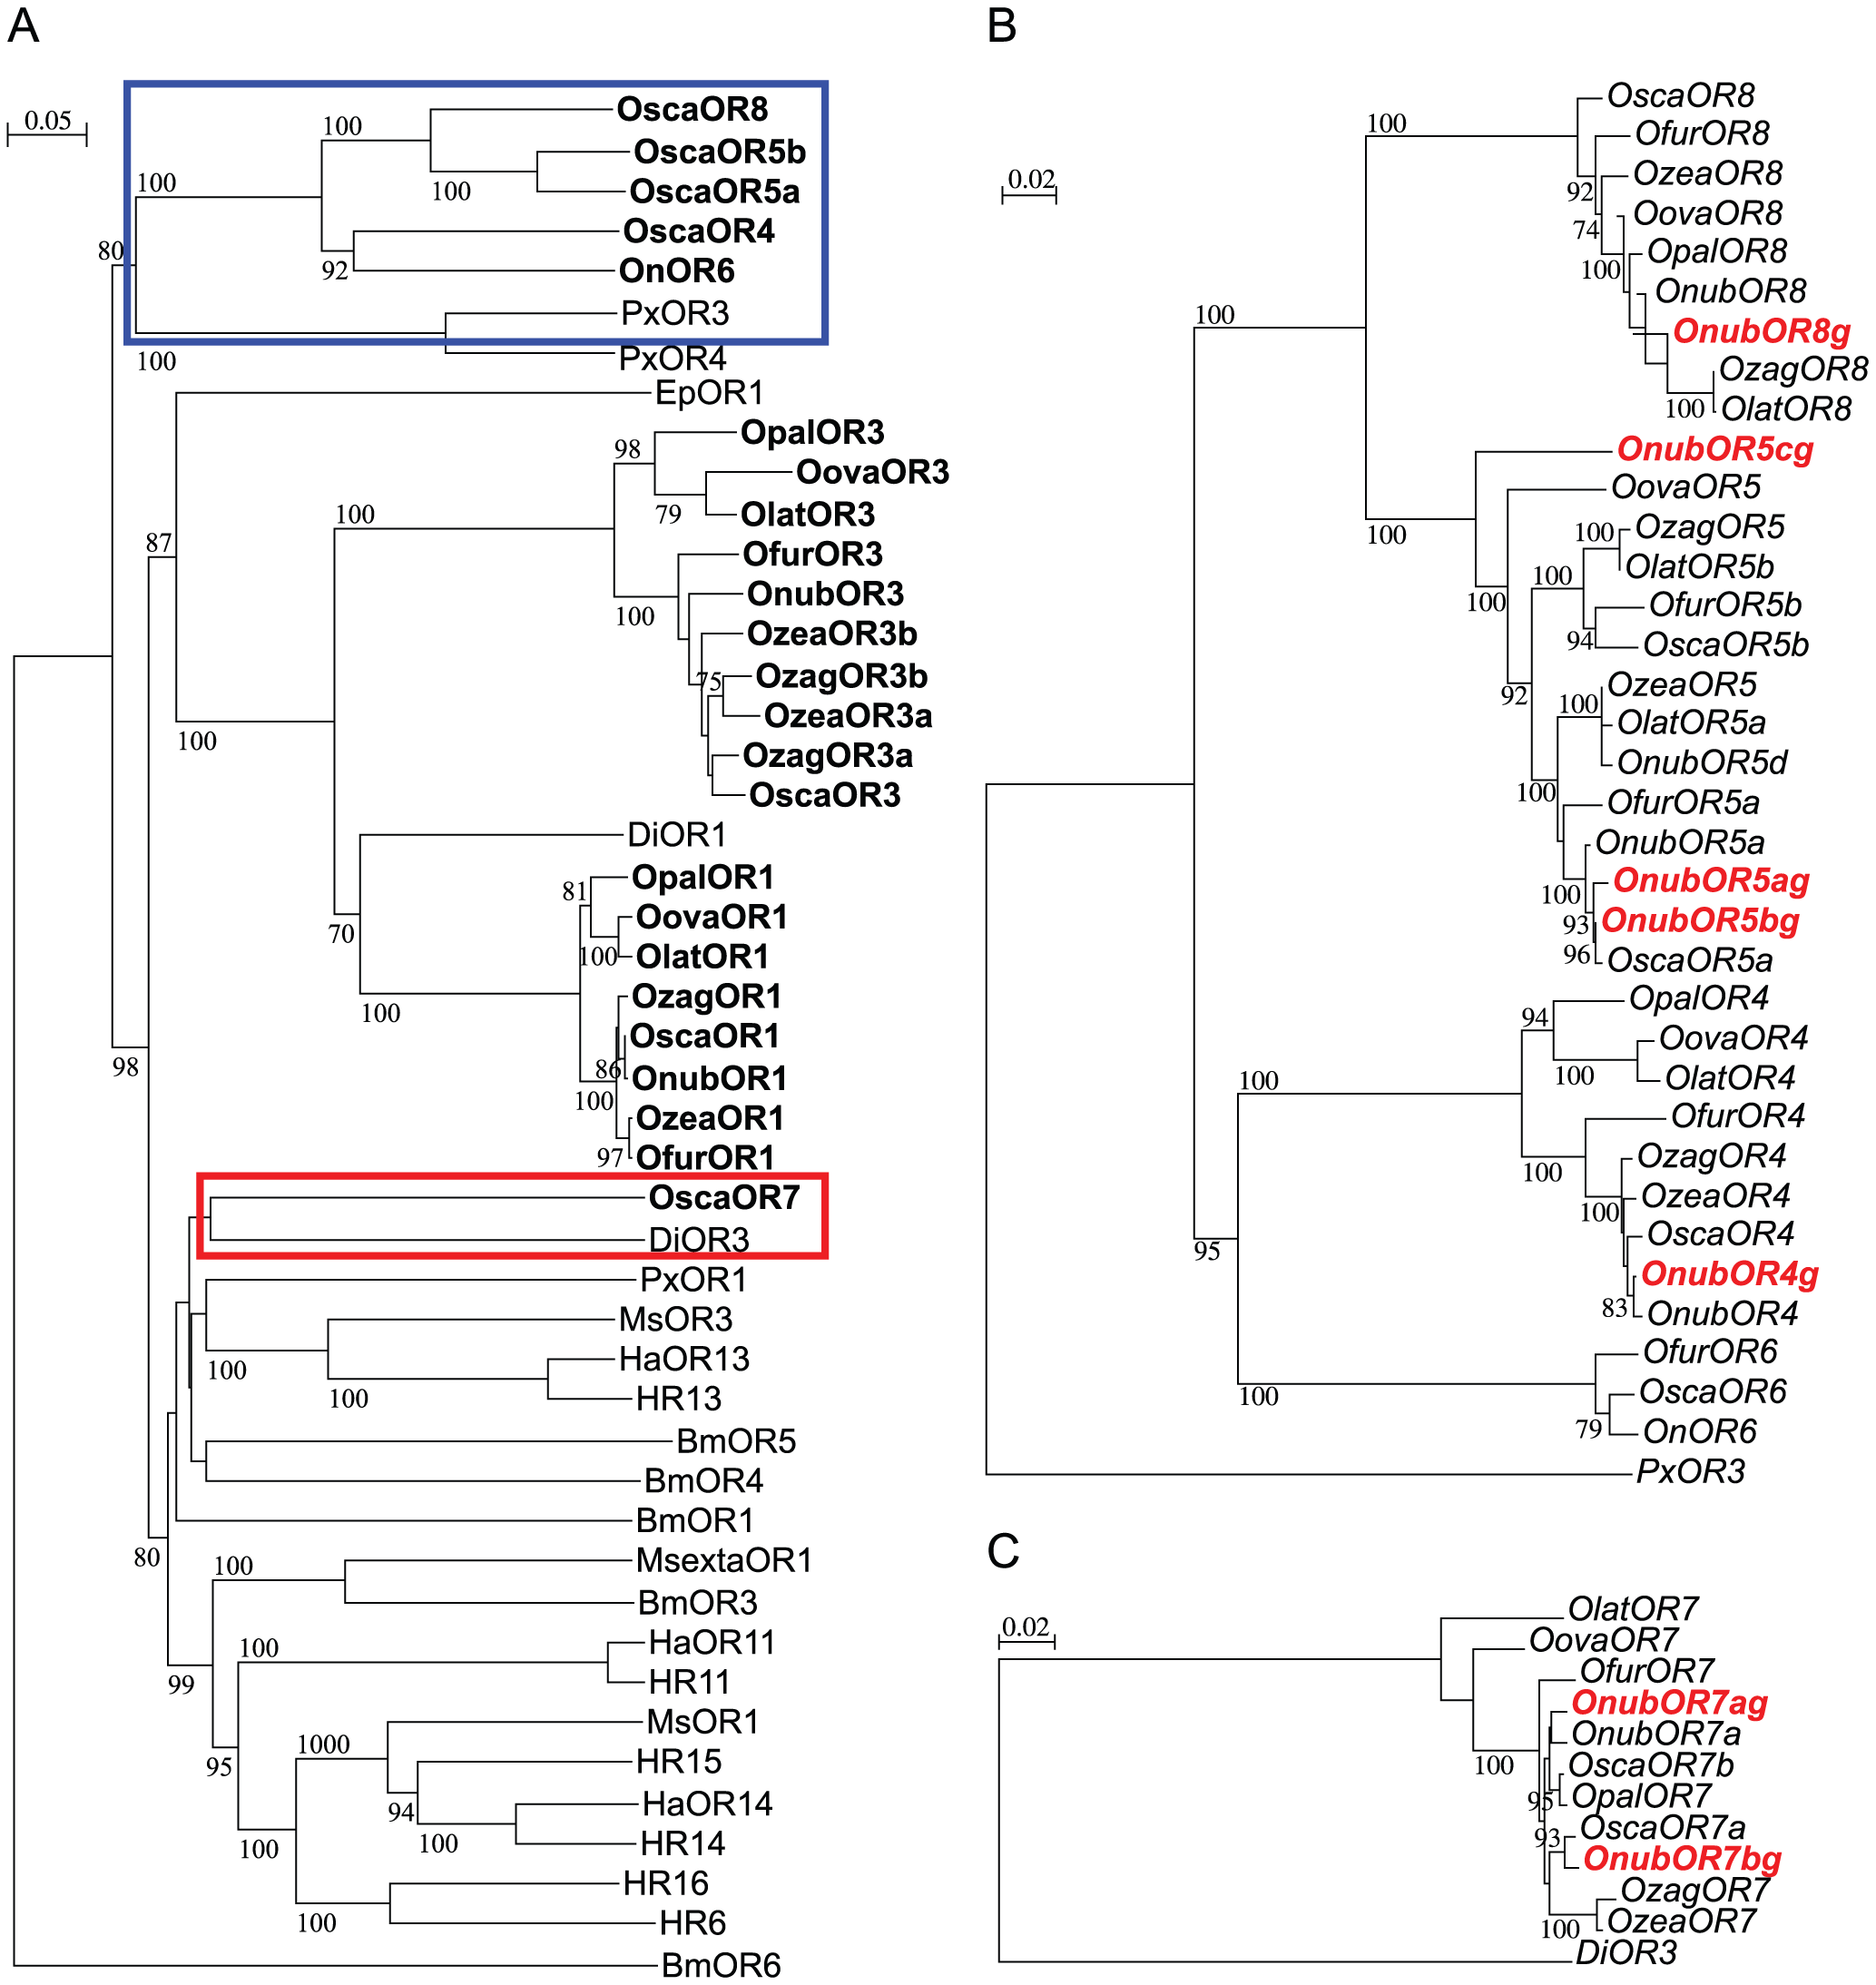 A
0.05
OscaOR8
100
OscaOR5b
100
OscaOR5a
100
OscaOR4
80
92
OnOR6
PxOR3
100
PxOR4
EpOR1
OpalOR3
98
OovaOR3
79
OlatOR3
100
87
OfurOR3
OnubOR3
100
OzeaOR3b
75
OzagOR3b
OzeaOR3a
100
OzagOR3a
OscaOR3
DiOR1
OpalOR1
81
OovaOR1
70
100
OlatOR1
100
OzagOR1
OscaOR1
98
86
OnubOR1
100
OzeaOR1
97
OfurOR1
OscaOR7
DiOR3
PxOR1
MsOR3
100
HaOR13
100
HR13
BmOR5
BmOR4
BmOR1
80
100
MsextaOR1
BmOR3
100
HaOR11
99
HR11
MsOR1
1000
95
HR15
94
HaOR14
100
100
HR14
HR16
100
HR6
BmOR6
B
0.02
OscaOR8
100
OfurOR8
92
OzeaOR8
74
OovaOR8
100
OpalOR8
OnubOR8
100
OnubOR8g
OzagOR8
100
OlatOR8
OnubOR5cg
OovaOR5
100
100
OzagOR5
100
OlatOR5b
100
OfurOR5b
94
OscaOR5b
92
OzeaOR5
100
OlatOR5a
OnubOR5d
100
OfurOR5a
OnubOR5a
100
OnubOR5ag
93
OnubOR5bg
96
OscaOR5a
OpalOR4
94
OovaOR4
100
OlatOR4
100
OfurOR4
100
OzagOR4
100
OzeaOR4
95
OscaOR4
OnubOR4g
83
OnubOR4
OfurOR6
100
OscaOR6
79
OnOR6
PxOR3
C
0.02
OlatOR7
OovaOR7
OfurOR7
OnubOR7ag
100
OnubOR7a
OscaOR7b
95
OpalOR7
93
OscaOR7a
OnubOR7bg
OzagOR7
100
OzeaOR7
DiOR3